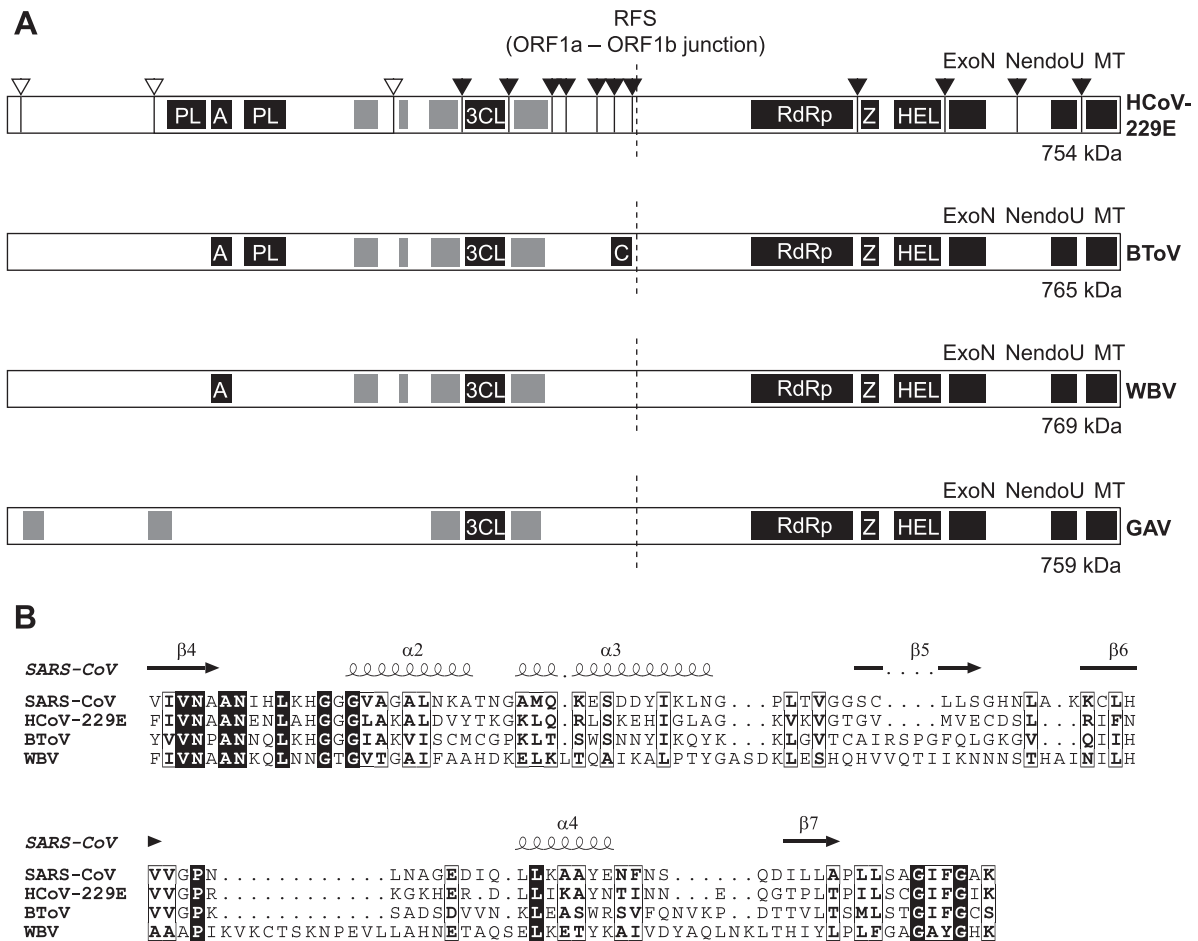 A
RFS
(ORF1a – ORF1b junction)
ExoN NendoU MT
PL A PL 3CL RdRp Z HEL HCoV-229E
754 kDa
ExoN NendoU MT
A PL 3CL C RdRp Z HEL BToV
765 kDa
ExoN NendoU MT
A 3CL RdRp Z HEL WBV
769 kDa
ExoN NendoU MT
3CL RdRp Z HEL GAV
759 kDa
B
β4 α2 α3 β5 β6
SARS-CoV
SARS-CoV VIVNAANIHLKHGGGVAGALNKATNGAMQ.KESDDYIKLNG...PLTVGGSC....LLSGHNLA.KKCLH
HCoV-229E FIVNAANENLAHGGGLAKALDVYTKGKLQ.RLSKEHIGLAG...KVKVGTGV....MVECDSL...RIFN
BToV YVVNPANNQLKHGGGIAKVISCMCGPKLT.SWSNNYIKQYK...KLGVTCAIRSPGFQLGKGV...QIIH
WBV FIVNAANKQLNNGTGVTGAIFAAHDKELKLTQAIKALPTYGASDKLESHQHVVQTIIKNNNSTHAINILH
α4 β7
SARS-CoV
SARS-CoV VVGPN............LNAGEDIQ.LLKAAYENFNS......QDILLAPLLSAGIFGAK
HCoV-229E VVGPR............KGKHER.D.LLIKAYNTINN...E..QGTPLTPILSCGIFGIK
BToV VVGPK............SADSDVVN.KLEASWRSVFQNVKP..DTTVLTSMLSTGIFGCS
WBV AAAPIKVKCTSKNPEVLLAHNETAQSELKETYKAIVDYAQLNKLTHIYLPLFGAGAYGHK